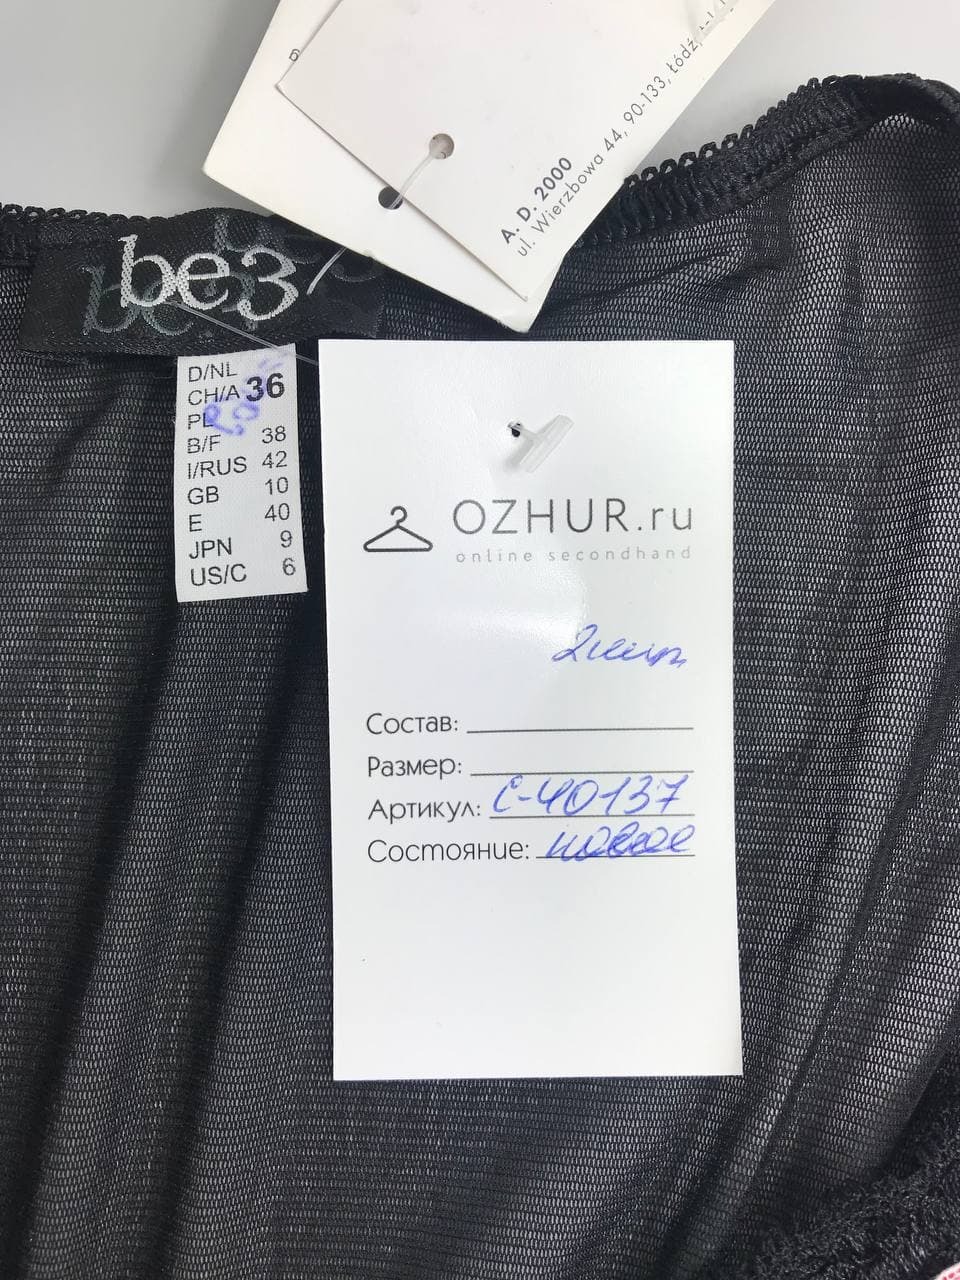 A. D. 2000
ul. Wierzbowa 44, 90-133, Łódź,
be3
D/NL
CH/A 36
PL
B/F 38
I/RUS 42
GB 10
E 40
JPN 9
US/C 6
OZHUR.ru
online secondhand
Состав:
Размер:
Артикул: С-40137
Состояние: новое